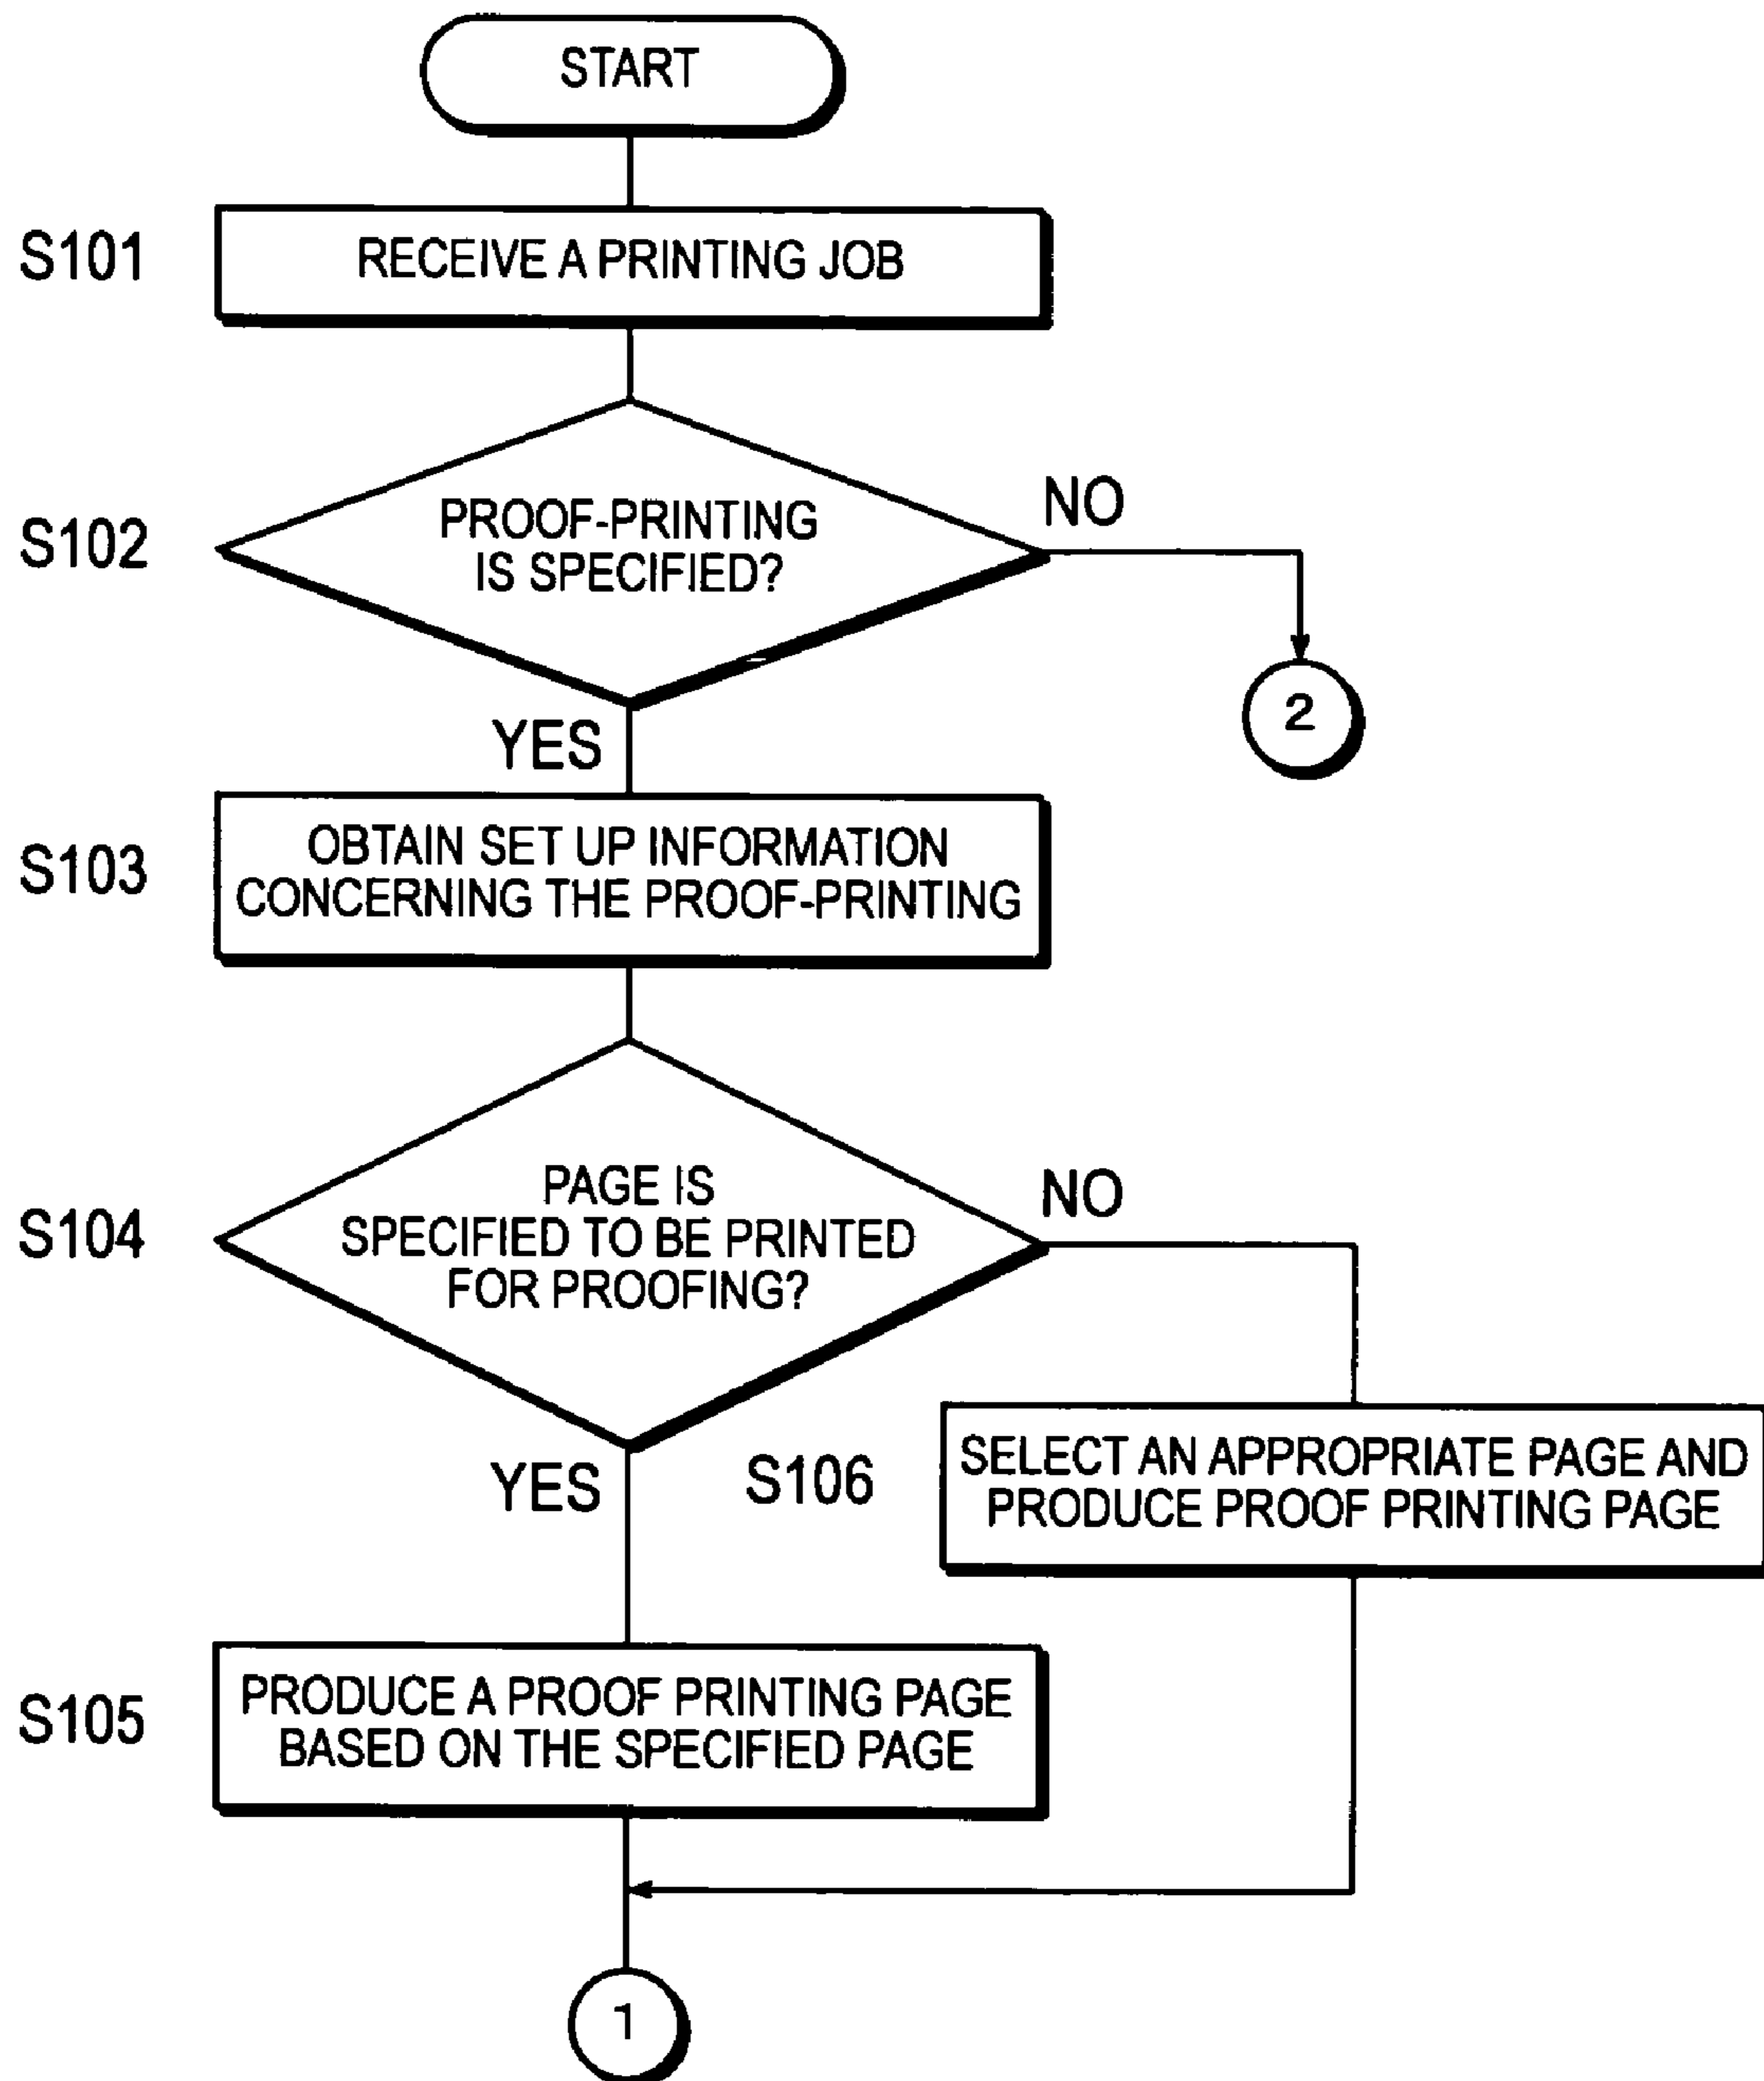 START
S101
RECEIVE A PRINTING JOB
S102
PROOF-PRINTING
IS SPECIFIED?
NO
2
YES
S103
OBTAIN SET UP INFORMATION
CONCERNING THE PROOF-PRINTING
S104
PAGE IS
SPECIFIED TO BE PRINTED
FOR PROOFING?
NO
YES
S106
SELECT AN APPROPRIATE PAGE AND
PRODUCE PROOF PRINTING PAGE
S105
PRODUCE A PROOF PRINTING PAGE
BASED ON THE SPECIFIED PAGE
1